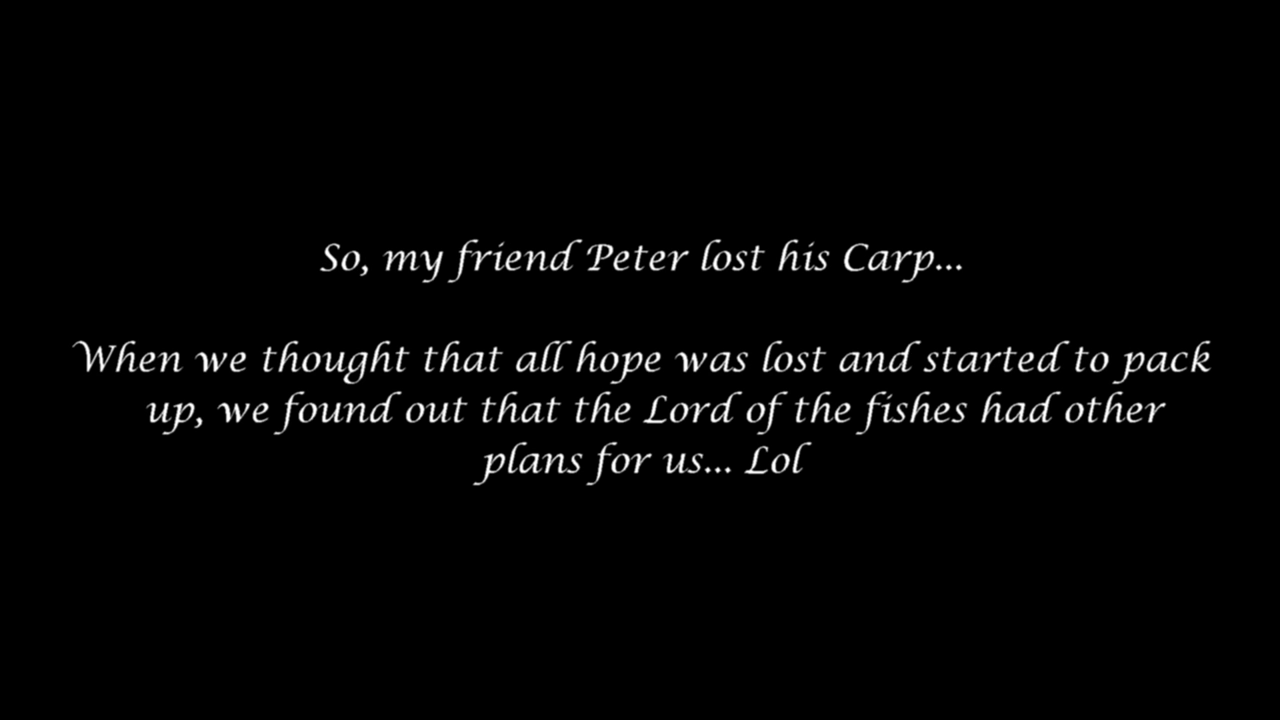 So, my friend Peter lost his Carp...
When we thought that all hope was lost and started to pack
up, we found out that the Lord of the fishes had other
plans for us... Lol